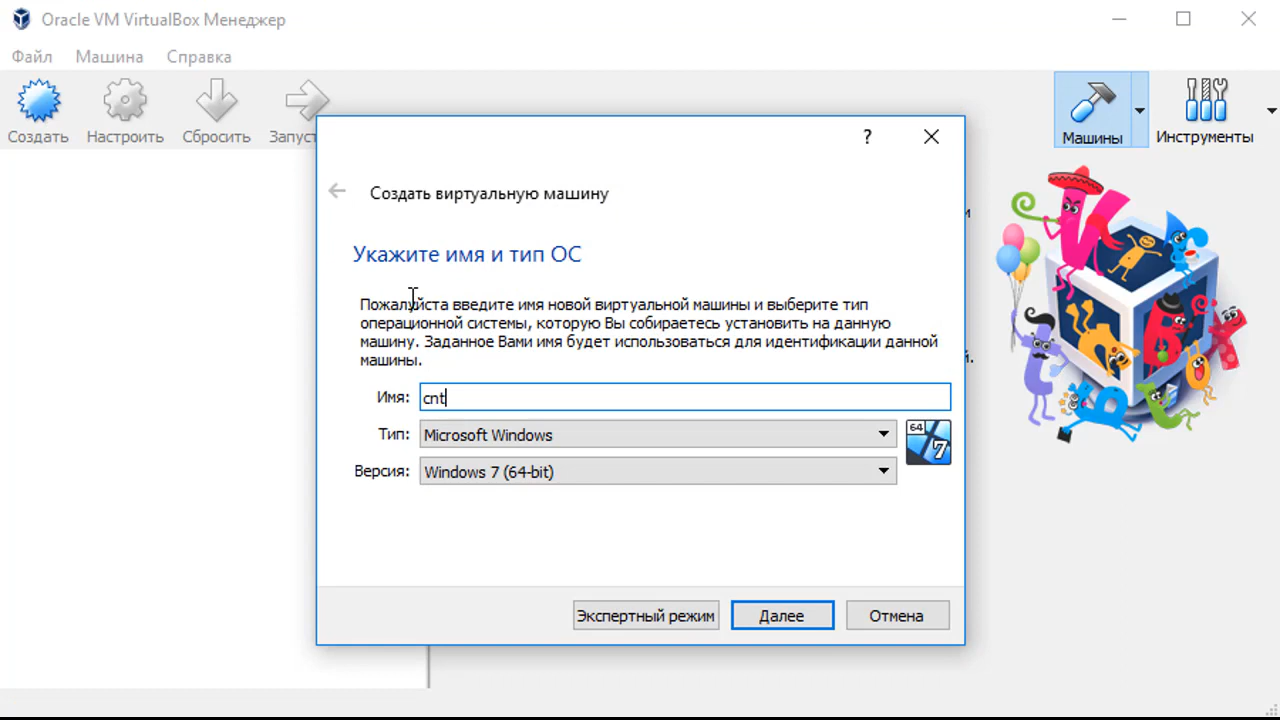 Oracle VM VirtualBox Менеджер
Файл Машина Справка
Создать Настроить Сбросить Запуст
Машины Инструменты
?
Создать виртуальную машину
Укажите имя и тип ОС
Пожалуйста введите имя новой виртуальной машины и выберите тип
операционной системы, которую Вы собираетесь установить на данную
машину. Заданное Вами имя будет использоваться для идентификации данной
машины.
Имя: cnt
Тип: Microsoft Windows
64
7
Версия: Windows 7 (64-bit)
Экспертный режим Далее Отмена